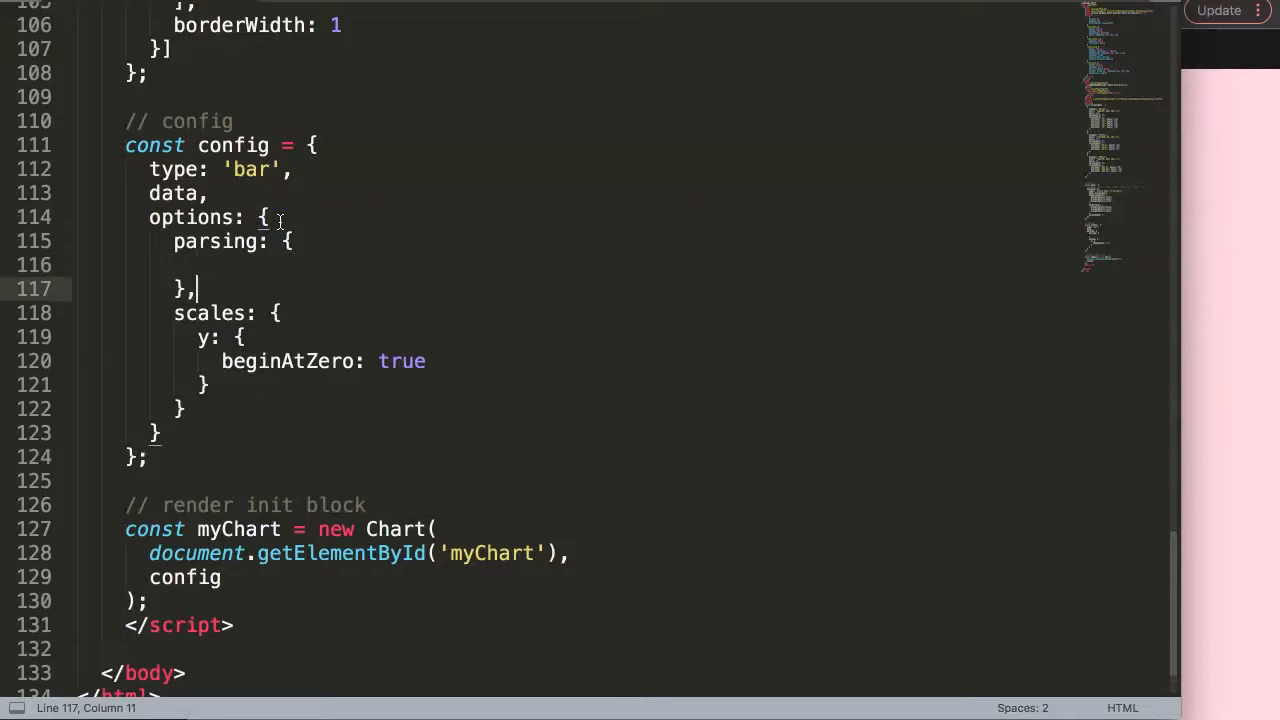 Update
105 ],
106 borderWidth: 1
107 }]
108 };
109
110 // config
111 const config = {
112 type: 'bar',
113 data,
114 options: {
115 parsing: {
116
117 },
118 scales: {
119 y: {
120 beginAtZero: true
121 }
122 }
123 }
124 };
125
126 // render init block
127 const myChart = new Chart(
128 document.getElementById('myChart'),
129 config
130 );
131 </script>
132
133 </body>
134 </html>
Line 117, Column 11 Spaces: 2 HTML